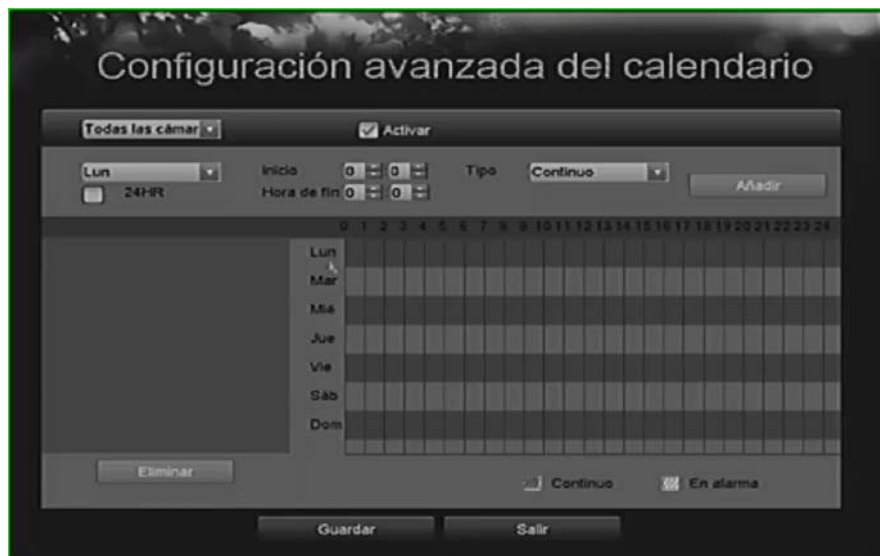 Configuración avanzada del calendario
Todas las cámar
Activar
Lun
Inicio 0 0
Tipo
Continuo
Añadir
24HR
Hora de fin 0 0
0 1 2 3 4 5 6 7 8 9 10 11 12 13 14 15 16 17 18 19 20 21 22 23 24
Lun
Mar
Mié
Jue
Vie
Sáb
Dom
Eliminar
Continuo
En alarma
Guardar
Salir